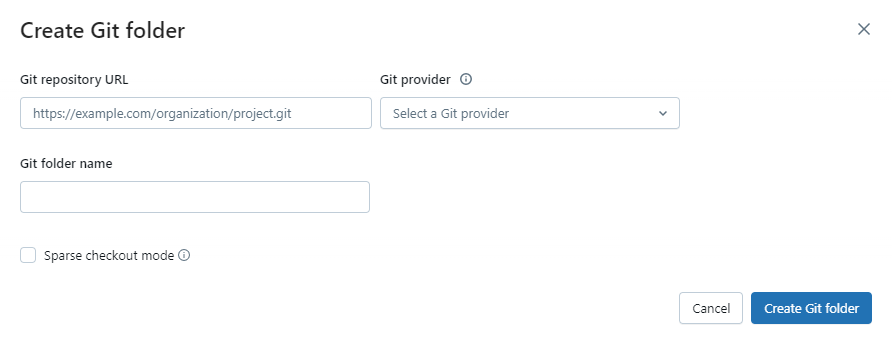 Create Git folder
Git repository URL
Git provider
https://example.com/organization/project.git
Select a Git provider
Git folder name
Sparse checkout mode
Cancel
Create Git folder